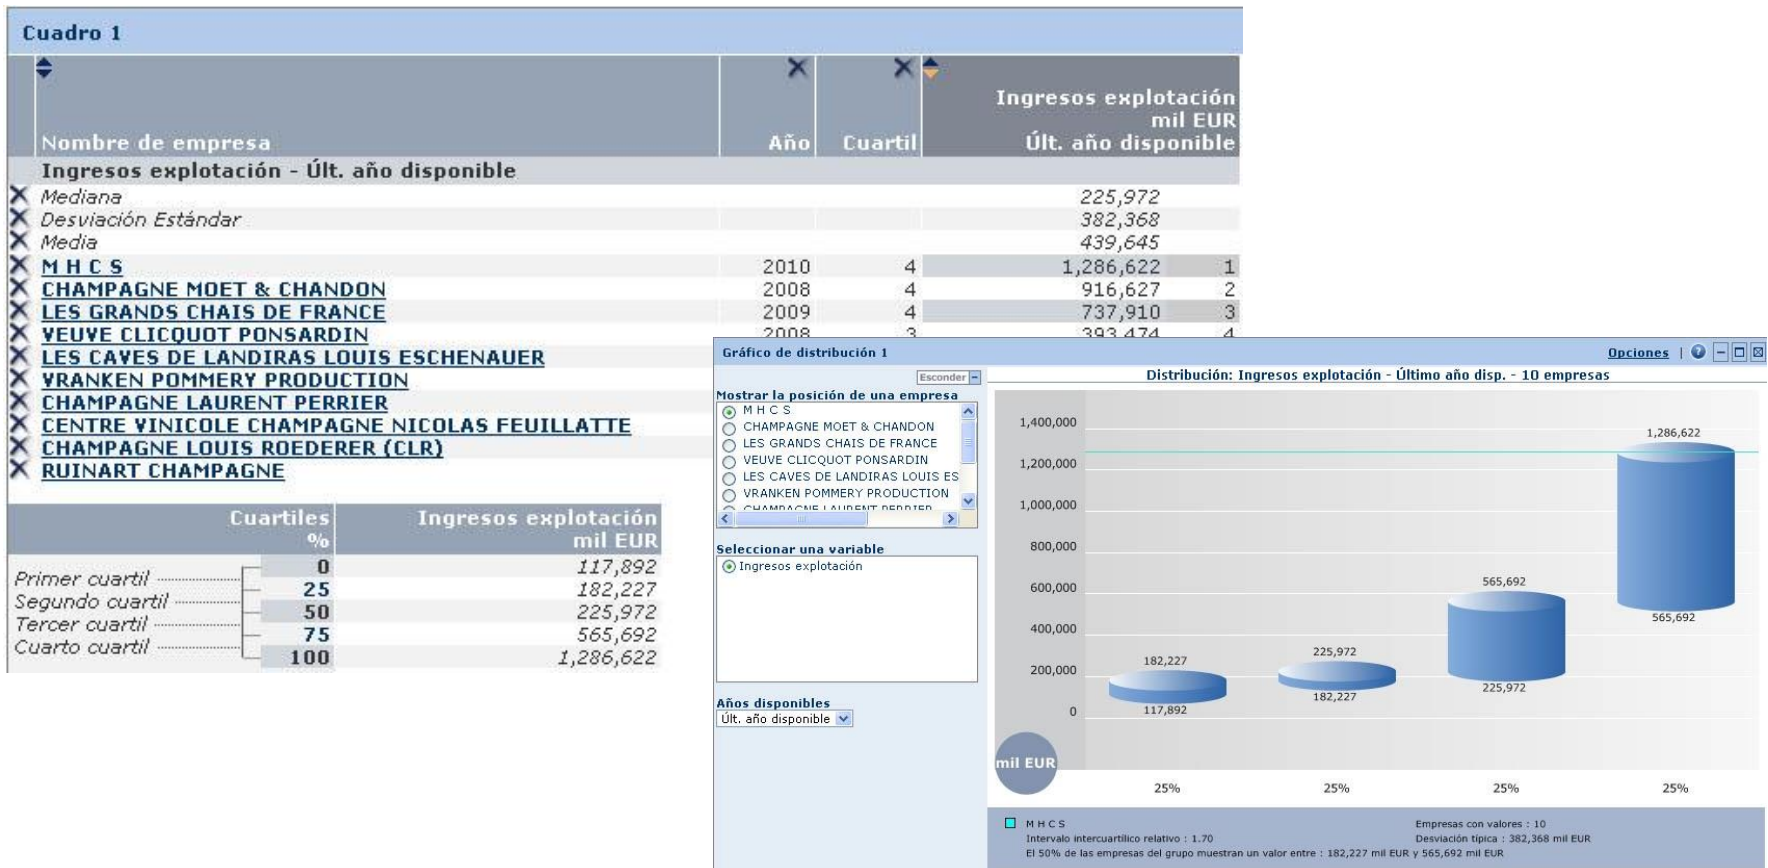 Cuadro 1
Nombre de empresa Año Cuartil Ingresos explotación mil EUR Últ. año disponible
Ingresos explotación - Últ. año disponible
Mediana 225,972
Desviación Estándar 382,368
Media 439,645
M H C S 2010 4 1,286,622 1
CHAMPAGNE MOET & CHANDON 2008 4 916,627 2
LES GRANDS CHAIS DE FRANCE 2009 4 737,910 3
VEUVE CLICQUOT PONSARDIN 2008 3 393,474 4
LES CAVES DE LANDIRAS LOUIS ESCHENAUER
VRANKEN POMMERY PRODUCTION
CHAMPAGNE LAURENT PERRIER
CENTRE VINICOLE CHAMPAGNE NICOLAS FEUILLATTE
CHAMPAGNE LOUIS ROEDERER (CLR)
RUINART CHAMPAGNE
Cuartiles % Ingresos explotación mil EUR
0 117,892
Primer cuartil
25 182,227
Segundo cuartil
50 225,972
Tercer cuartil
75 565,692
Cuarto cuartil
100 1,286,622
Gráfico de distribución 1 Opciones | ?
Esconder
Mostrar la posición de una empresa
M H C S
CHAMPAGNE MOET & CHANDON
LES GRANDS CHAIS DE FRANCE
VEUVE CLICQUOT PONSARDIN
LES CAVES DE LANDIRAS LOUIS ES
VRANKEN POMMERY PRODUCTION
CHAMPAGNE LAURENT PERRIER
Seleccionar una variable
Ingresos explotación
Años disponibles
Últ. año disponible
Distribución: Ingresos explotación - Último año disp. - 10 empresas
1,400,000
1,286,622
1,200,000
1,000,000
800,000
600,000
565,692
565,692
400,000
200,000
182,227
225,972
225,972
182,227
117,892
0
mil EUR
25% 25% 25% 25%
M H C S Empresas con valores : 10
Intervalo intercuartílico relativo : 1.70 Desviación típica : 382,368 mil EUR
El 50% de las empresas del grupo muestran un valor entre : 182,227 mil EUR y 565,692 mil EUR